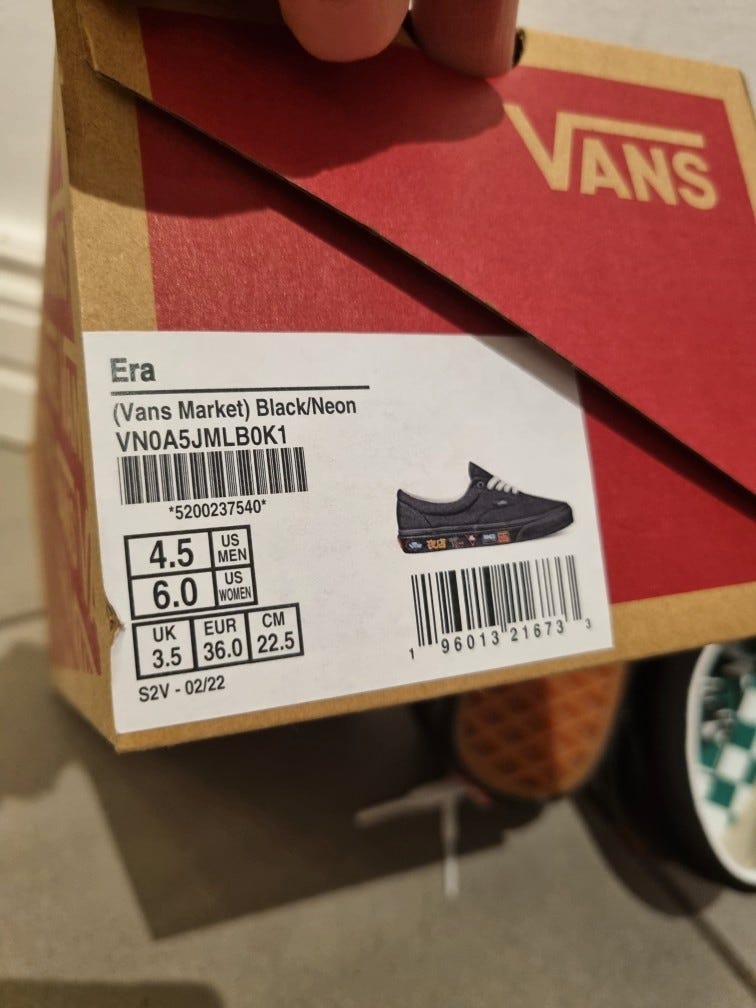 VANS
Era
(Vans Market) Black/Neon
VN0A5JMLB0K1
*5200237540*
4.5 US MEN
6.0 US WOMEN
UK EUR CM
3.5 36.0 22.5
S2V - 02/22
1 96013 21673 3